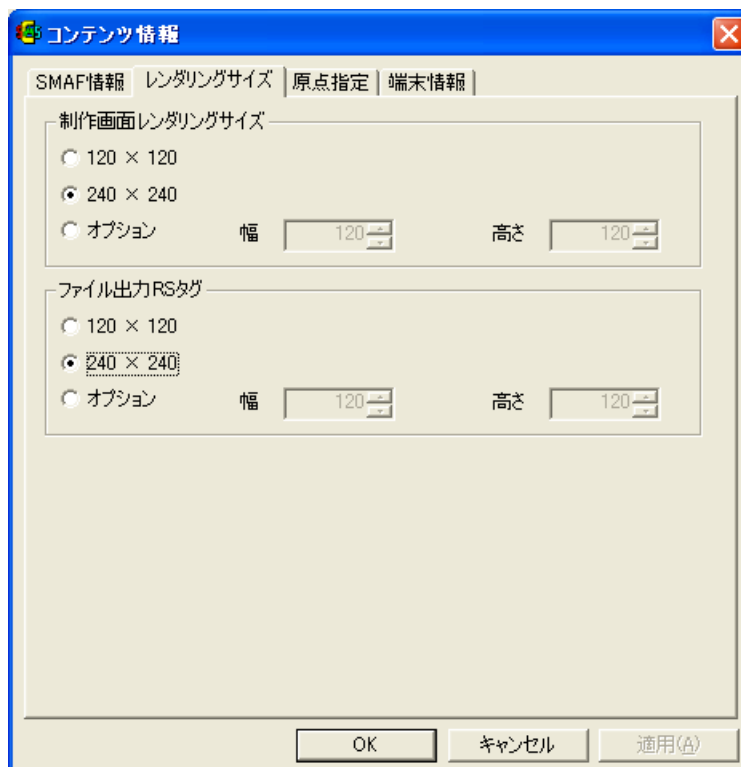 コンテンツ情報
SMAF情報 レンダリングサイズ 原点指定 端末情報
制作画面レンダリングサイズ
120 × 120
240 × 240
オプション 幅 120 高さ 120
ファイル出力RSタグ
120 × 120
240 × 240
オプション 幅 120 高さ 120
OK キャンセル 適用(A)